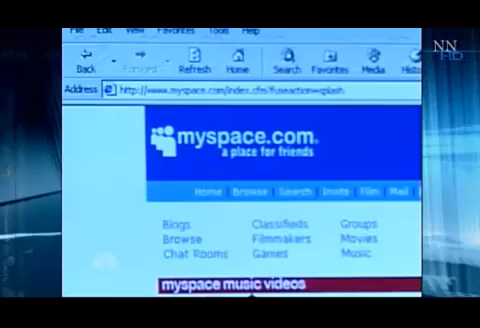 File Edit View Favorites Tools Help
Back Forward Refresh Home Search Favorites Media
NN
HD
Address http://www.myspace.com/index.cfm?fuseaction=splash
myspace.com
a place for friends
Home Browse Search Invite Film Mail
Blogs Classifieds Groups
Browse Filmmakers Movies
Chat Rooms Games Music
myspace music videos